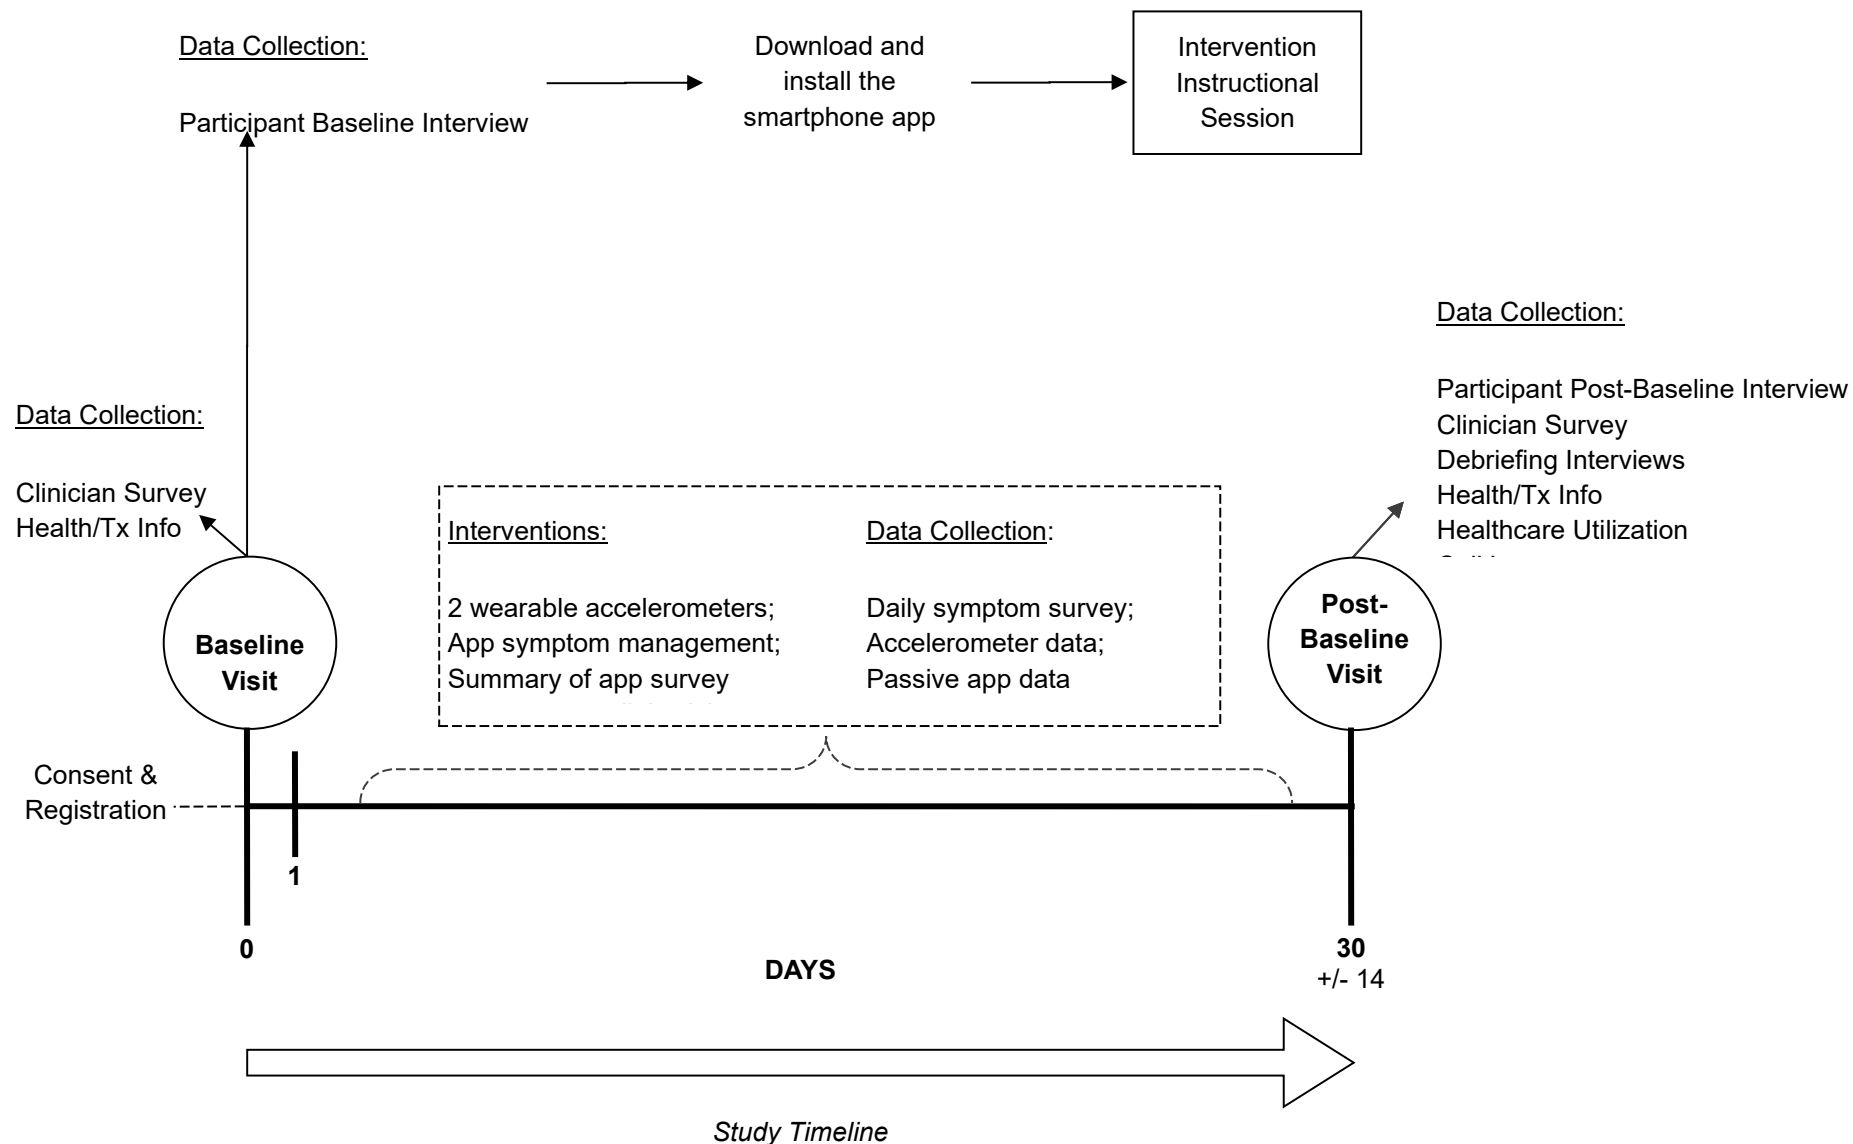 Data Collection:
Participant Baseline Interview
Download and
install the
smartphone app
Intervention
Instructional
Session
Data Collection:
Clinician Survey
Health/Tx Info
Interventions:
2 wearable accelerometers;
App symptom management;
Summary of app survey
Data Collection:
Daily symptom survey;
Accelerometer data;
Passive app data
Data Collection:
Participant Post-Baseline Interview
Clinician Survey
Debriefing Interviews
Health/Tx Info
Healthcare Utilization
Baseline
Visit
Post-
Baseline
Visit
Consent &
Registration
1
0
DAYS
30
+/- 14
Study Timeline